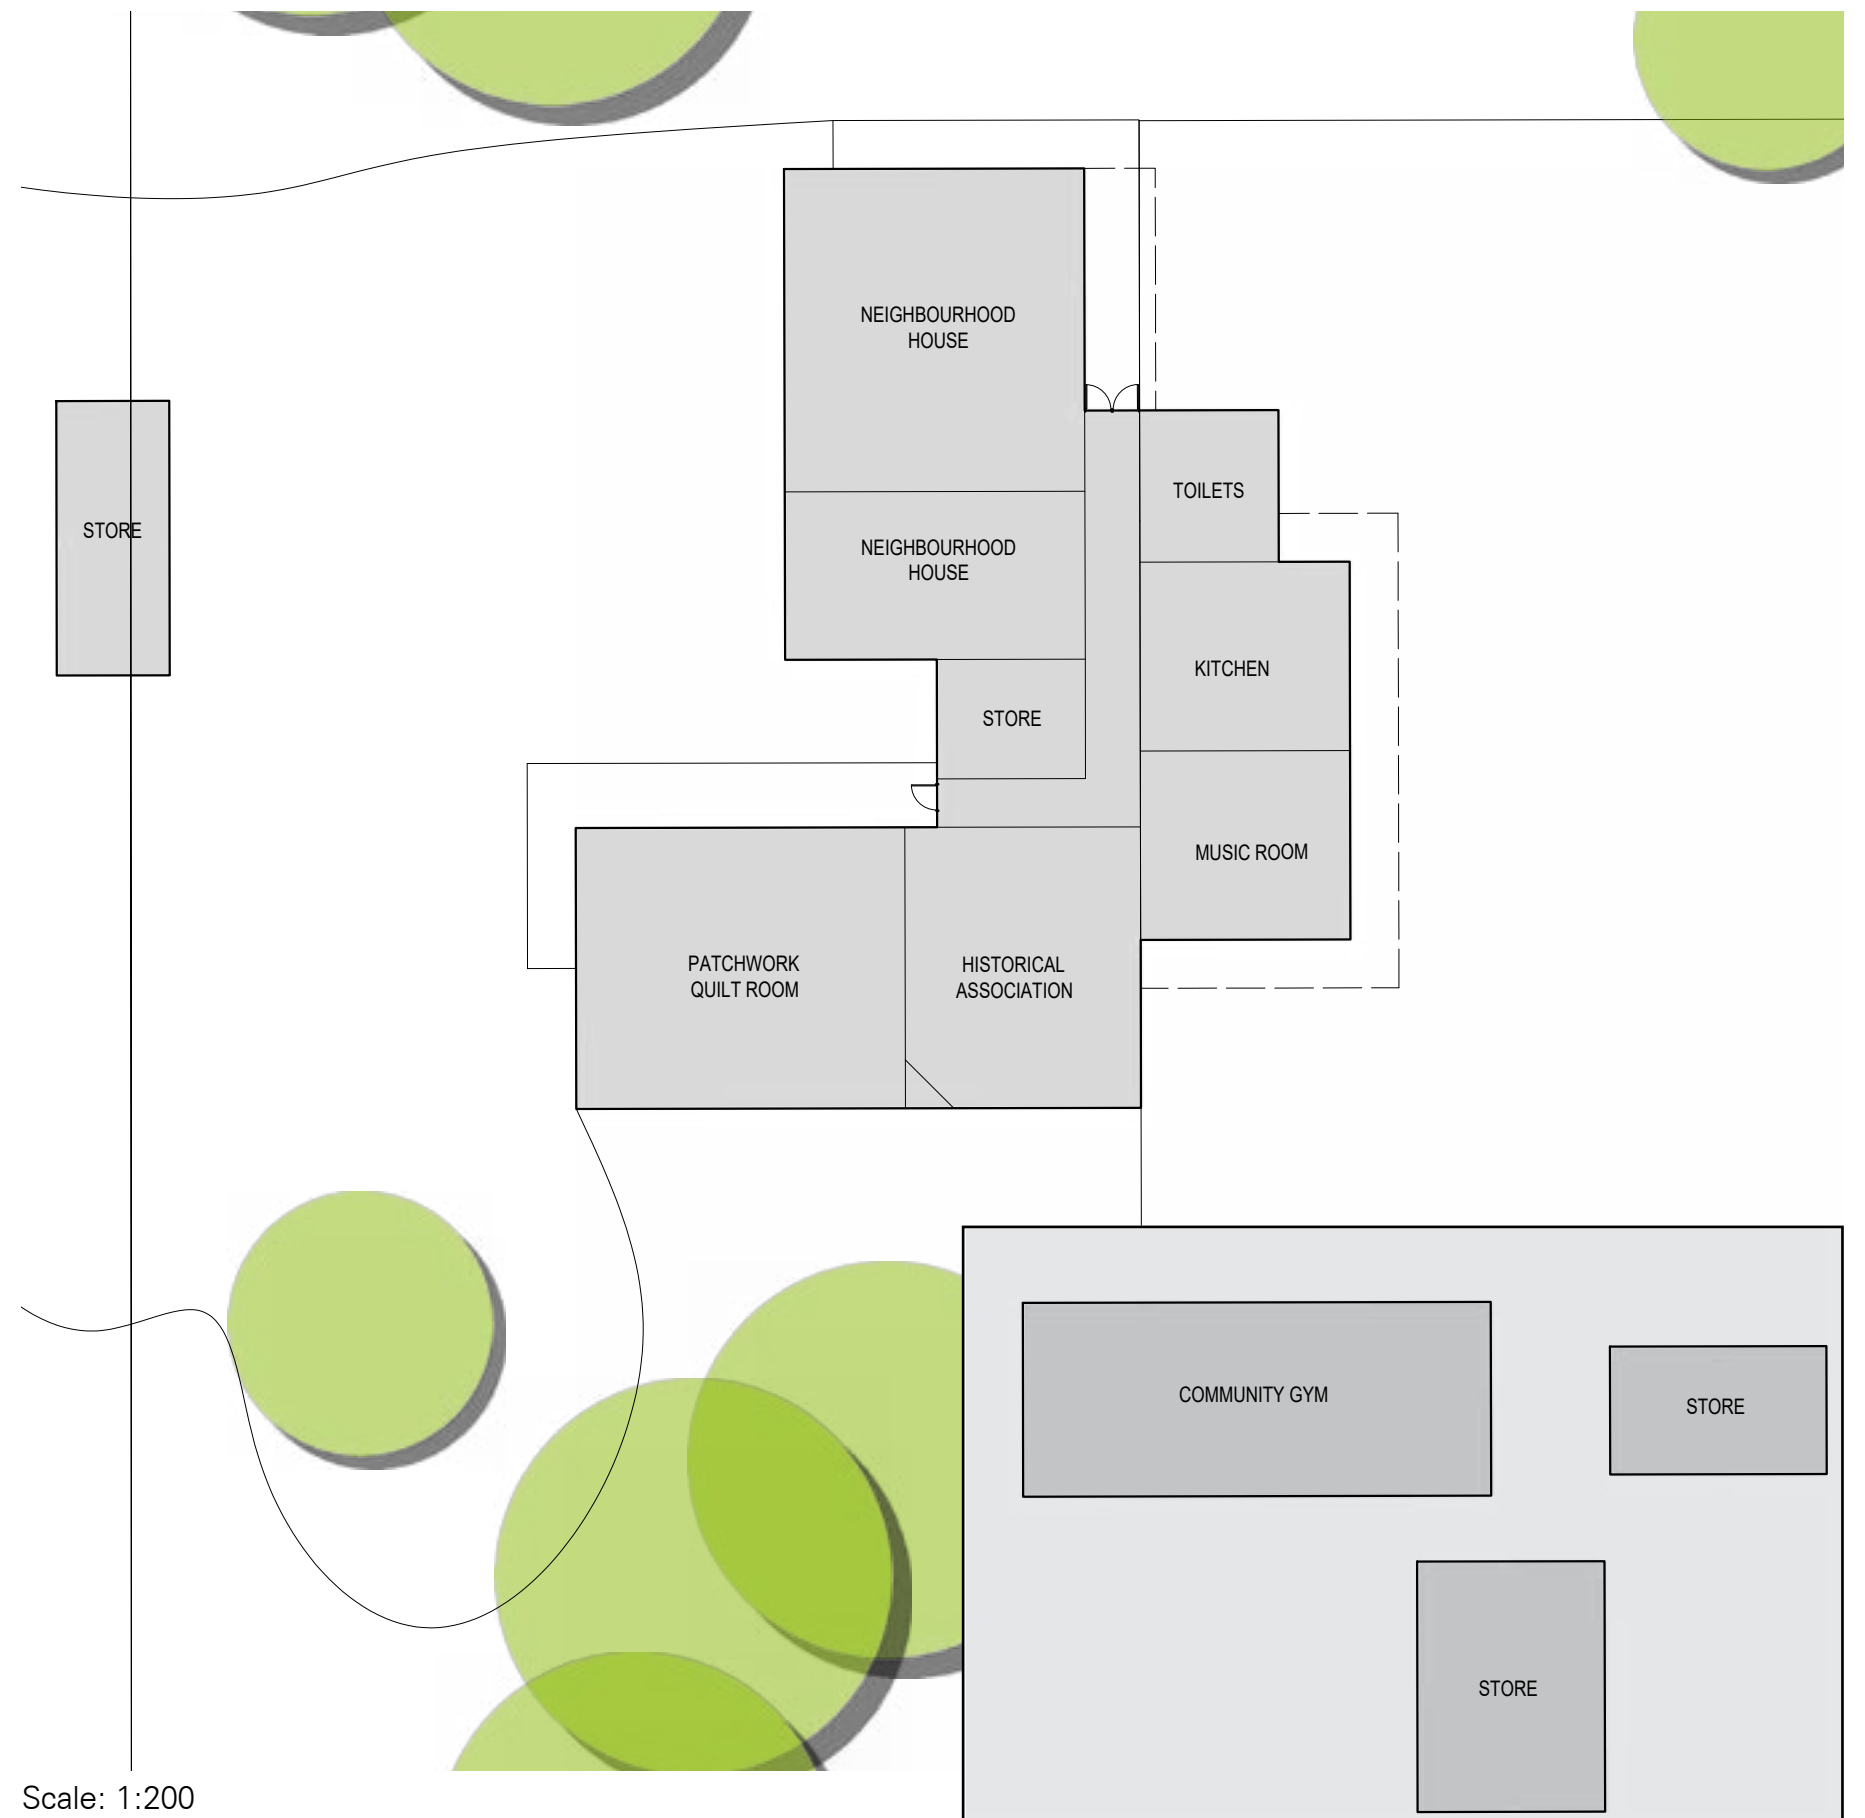 NEIGHBOURHOOD
HOUSE
TOILETS
STORE
NEIGHBOURHOOD
HOUSE
KITCHEN
STORE
MUSIC ROOM
PATCHWORK
QUILT ROOM
HISTORICAL
ASSOCIATION
COMMUNITY GYM
STORE
STORE
Scale: 1:200